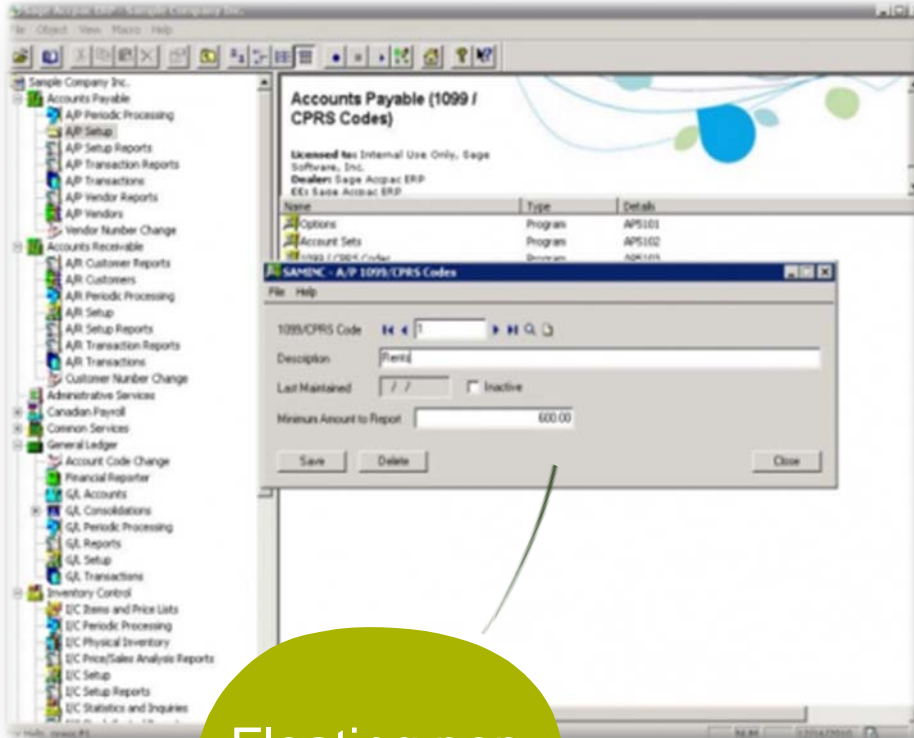 Sage Accpac ERP - Sample Company Inc.
File Object View Macro Help
Sample Company Inc.
Accounts Payable
A/P Periodic Processing
A/P Setup
A/P Setup Reports
A/P Transaction Reports
A/P Transactions
A/P Vendor Reports
A/P Vendors
Vendor Number Change
Accounts Receivable
A/R Customer Reports
A/R Customers
A/R Periodic Processing
A/R Setup
A/R Setup Reports
A/R Transaction Reports
A/R Transactions
Customer Number Change
Administrative Services
Canadian Payroll
Common Services
General Ledger
Account Code Change
Financial Reporter
G/L Accounts
G/L Consolidations
G/L Periodic Processing
G/L Reports
G/L Setup
G/L Transactions
Inventory Control
I/C Items and Price Lists
I/C Periodic Processing
I/C Physical Inventory
I/C Price/Sales Analysis Reports
I/C Setup
I/C Setup Reports
I/C Statistics and Inquiries
Accounts Payable (1099 /
CPRS Codes)
Licensed to: Internal Use Only, Sage
Software, Inc.
Dealer: Sage Accpac ERP
Name Type Details
Options Program AP5101
Account Sets Program AP5102
1099 / CPRS Codes Program AP5103
SAMINC - A/P 1099/CPRS Codes
File Help
1099/CPRS Code 1
Description Rents
Last Maintained / / Inactive
Minimum Amount to Report 600.00
Save Delete Close
NUM